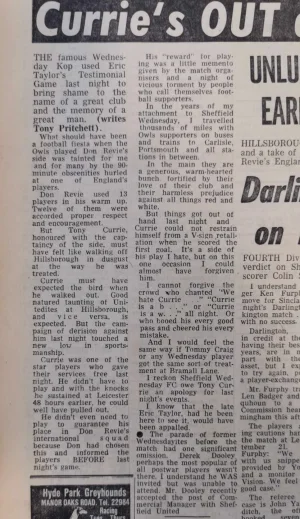 Currie's OUT
THE famous Wednes-
day Kop used Eric
Taylor's Testimonial
Game last night to
bring shame to the
name of a great club
and the memory of a
great man. (writes
Tony Pritchett).
What should have been
a football fiesta when the
Owls played Don Revie's
side was tainted for me
and for many by the 90-
minute obscenities hurled
at one of England's
players.
Don Revie used 13
players in his warm up.
Twelve of them were
accorded proper respect
and encouragement.
But Tony Currie,
honoured with the cap-
taincy of the side, must
have felt like walking off
Hillsborough in disgust
at the way he was
treated.
Currie must have
expected the bird when
he walked out. Good
natured taunting of Uni-
tedites at Hillsborough
and vice versa, is
expected. But the cam-
paign of derision against
him last night touched a
new low in sports-
manship.
Currie was one of the
star players who gave
their services free last
night. He didn't have to
play and with the knocks
he sustained at Leicester
48 hours earlier, he could
well have pulled out.
He didn't even need to
play to guarantee his
place in Don Revie's
international squad
because Don had chosen
this and informed the
players BEFORE last
night's game.
Hyde Park Greyhounds
MANOR OAKS ROAD. Tel. 22984
Racing
His "reward" for play-
ing was a little momento
given by the match orga-
nisers and a night of
vicious torment by people
who call themselves foot-
ball supporters.
In the years of my
attachment to Sheffield
Wednesday, I travelled
thousands of miles with
Owls supporters on buses
and trains to Carlisle,
Portsmouth and all sta-
tions in between.
In the man they are
a generous, warm-hearted
bunch fortified by their
love of their club and
their harmless prejudice
against all things red and
white.
But things got out of
hand last night and
Currie could not restrain
himself from a V-sign retali-
ation when he scored the
first goal. It's a side of
his play I hate, but on this
one occasion I could
almost have forgiven
him.
I cannot forgive the
crowd who chanted "We
hate Currie" . . . "Currie
is a b . . ." or "Currie
is a w. . ." all night. Or
who booed his every good
pass and cheered his every
mistake.
And I would feel the
same way if Tommy Craig
or any Wednesday player
got the same sort of treat-
ment at Bramall Lane.
I reckon Sheffield Wed-
nesday FC owe Tony Cur-
rie an apology for last
night's events.
I know that the late
Eric Taylor, had he been
here to see it, would have
been appalled.
● The parade of former
Wednesdayites before the
match had one significant
omission. Derek Dooley
perhaps the most popular of
all postwar players wasn't
there. I understand he WAS
invited but was unable to
attend. Mr. Dooley recently
accepted the post of Com-
mercial Manager with Shef-
field United
UNLU
EAR
HILLSBOROU
and a take of
Revie's Englan
Darli
on
FOURTH DIV
verdict on Sh
scorer Colin
I understand
ger Ken Furp
move for Sinclai
night's Darlingt
kington match
with no success.
Darlington,
in credit at the
having their bes
years, are in
part with the
asset, but I exp
to try again, p
a player-exchang
Mr. Furphy t
Len Badger an
quhoun to a
Commission h
mingham this aft
The players
ing cautions ha
the match at Le
tember 21.
Furphy: "We
with us support
provided by Yo
and a monitor
Vision. We feel
good case."
The referee
case is John Ya
ditch, the of